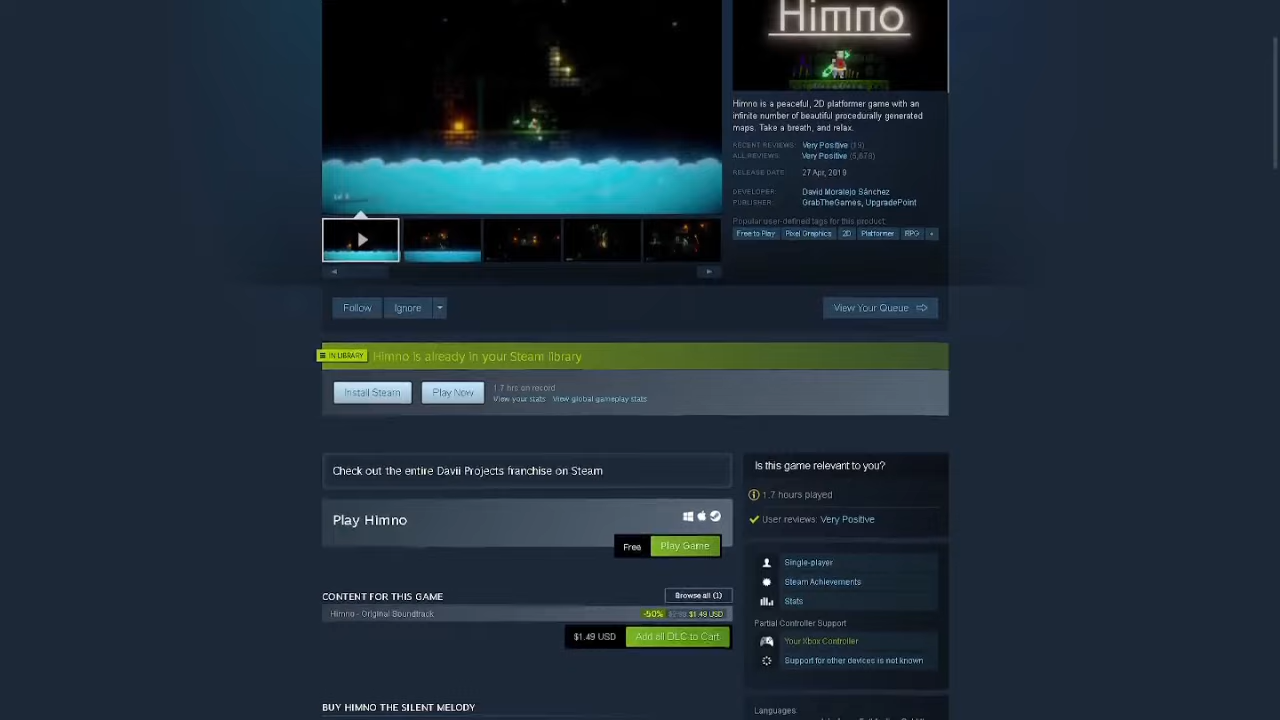 Himno
Himno is a peaceful, 2D platformer game with an
infinite number of beautiful procedurally generated
maps. Take a breath, and relax.
RECENT REVIEWS: Very Positive (19)
ALL REVIEWS: Very Positive
RELEASE DATE: 27 Apr, 2019
DEVELOPER: David Moralejo Sánchez
PUBLISHER: GrabTheGames, UpgradePoint
Popular user-defined tags for this product
Free to Play Pixel Graphics 2D Platformer RPG +
Follow Ignore
View Your Queue
IN LIBRARY Himno is already in your Steam library
Install Steam Play Now
1.7 hrs on record
View your stats View global gameplay stats
Check out the entire Davii Projects franchise on Steam
Play Himno
Free Play Game
CONTENT FOR THIS GAME Browse all (1)
Himno - Original Soundtrack -50% $1.49 USD
$1.49 USD Add all DLC to Cart
BUY HIMNO THE SILENT MELODY
Is this game relevant to you?
1.7 hours played
User reviews: Very Positive
Single-player
Steam Achievements
Stats
Partial Controller Support
Your Xbox Controller
Support for other devices is not known
Languages